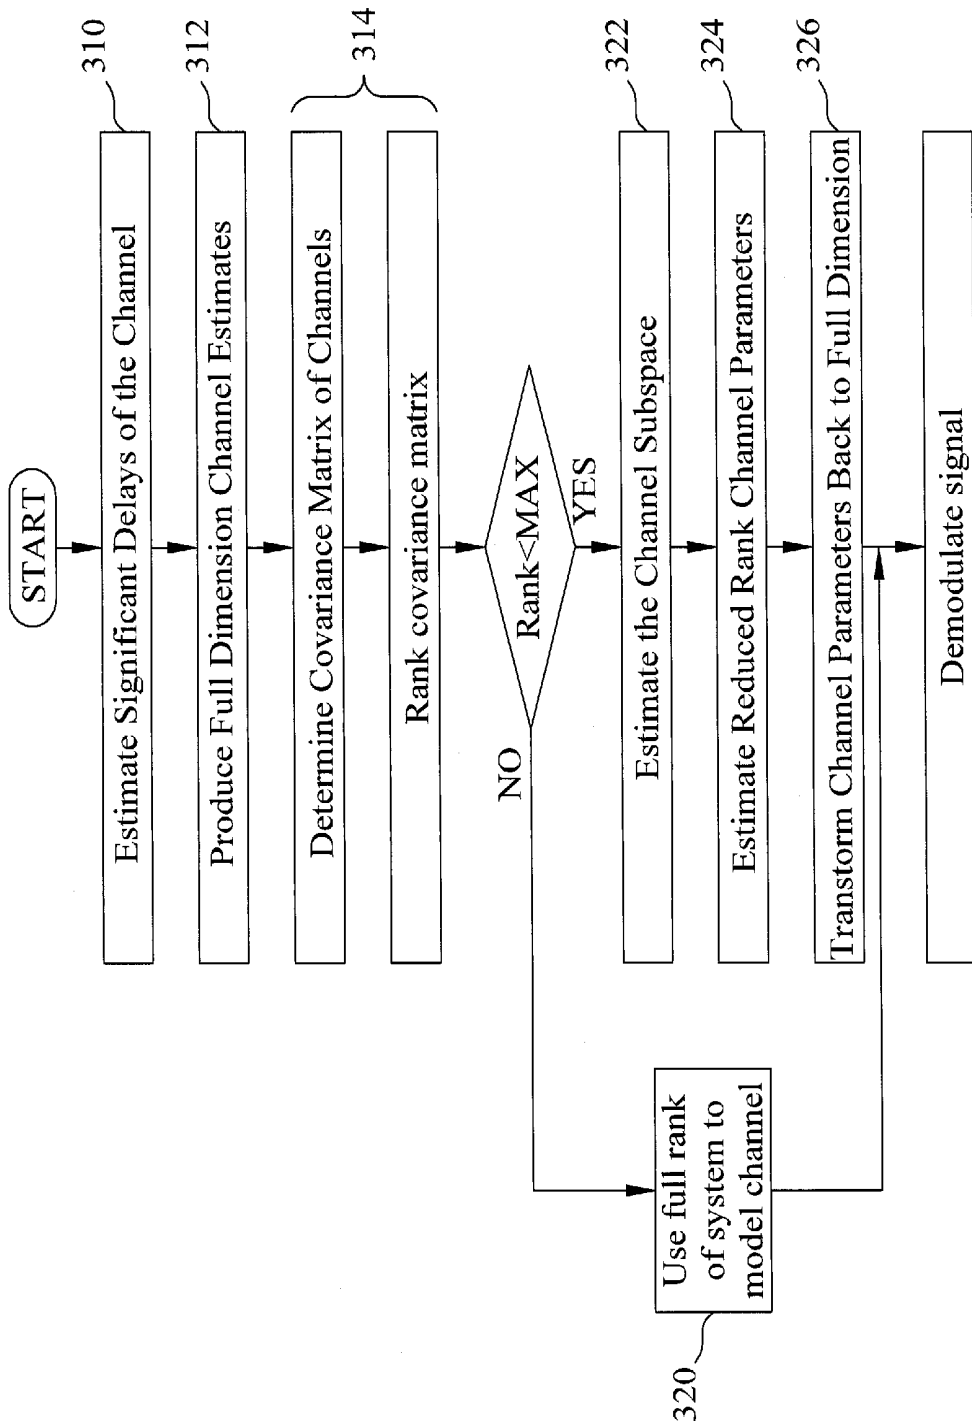 START
Estimate Significant Delays of the Channel
310
Produce Full Dimension Channel Estimates
312
Determine Covariance Matrix of Channels
314
Rank covariance matrix
Rank<MAX
NO
YES
Use full rank
of system to
model channel
320
Estimate the Channel Subspace
322
Estimate Reduced Rank Channel Parameters
324
Transtorm Channel Parameters Back to Full Dimension
326
Demodulate signal